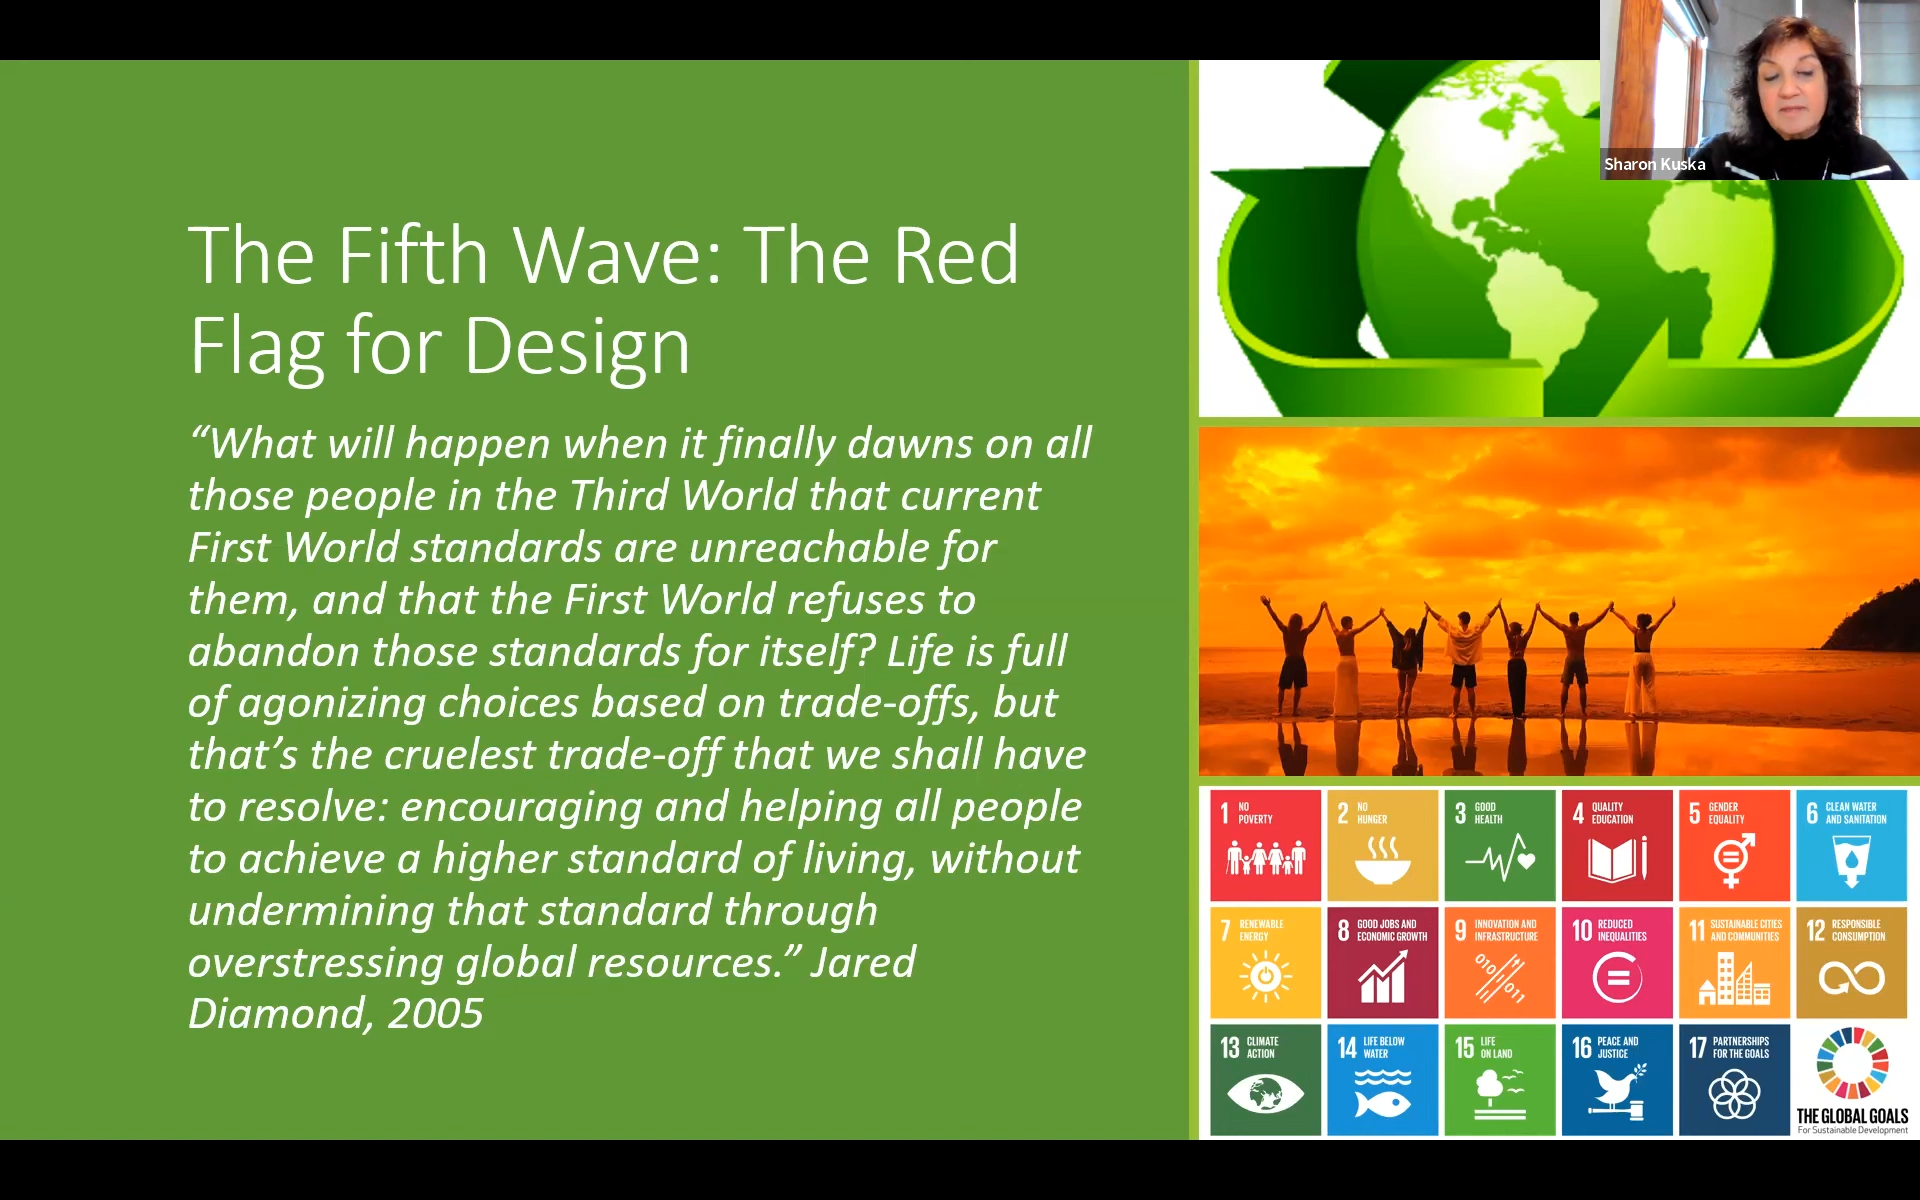 Sharon Kuska
The Fifth Wave: The Red
Flag for Design
“What will happen when it finally dawns on all
those people in the Third World that current
First World standards are unreachable for
them, and that the First World refuses to
abandon those standards for itself? Life is full
of agonizing choices based on trade-offs, but
that’s the cruelest trade-off that we shall have
to resolve: encouraging and helping all people
to achieve a higher standard of living, without
undermining that standard through
overstressing global resources.” Jared
Diamond, 2005
1 NO
POVERTY
2 NO
HUNGER
3 GOOD
HEALTH
4 QUALITY
EDUCATION
5 GENDER
EQUALITY
6 CLEAN WATER
AND SANITATION
7 RENEWABLE
ENERGY
8 GOOD JOBS AND
ECONOMIC GROWTH
9 INNOVATION AND
INFRASTRUCTURE
010
011
10 REDUCED
INEQUALITIES
11 SUSTAINABLE CITIES
AND COMMUNITIES
12 RESPONSIBLE
CONSUMPTION
13 CLIMATE
ACTION
14 LIFE BELOW
WATER
15 LIFE
ON LAND
16 PEACE AND
JUSTICE
17 PARTNERSHIPS
FOR THE GOALS
THE GLOBAL GOALS
For Sustainable Development